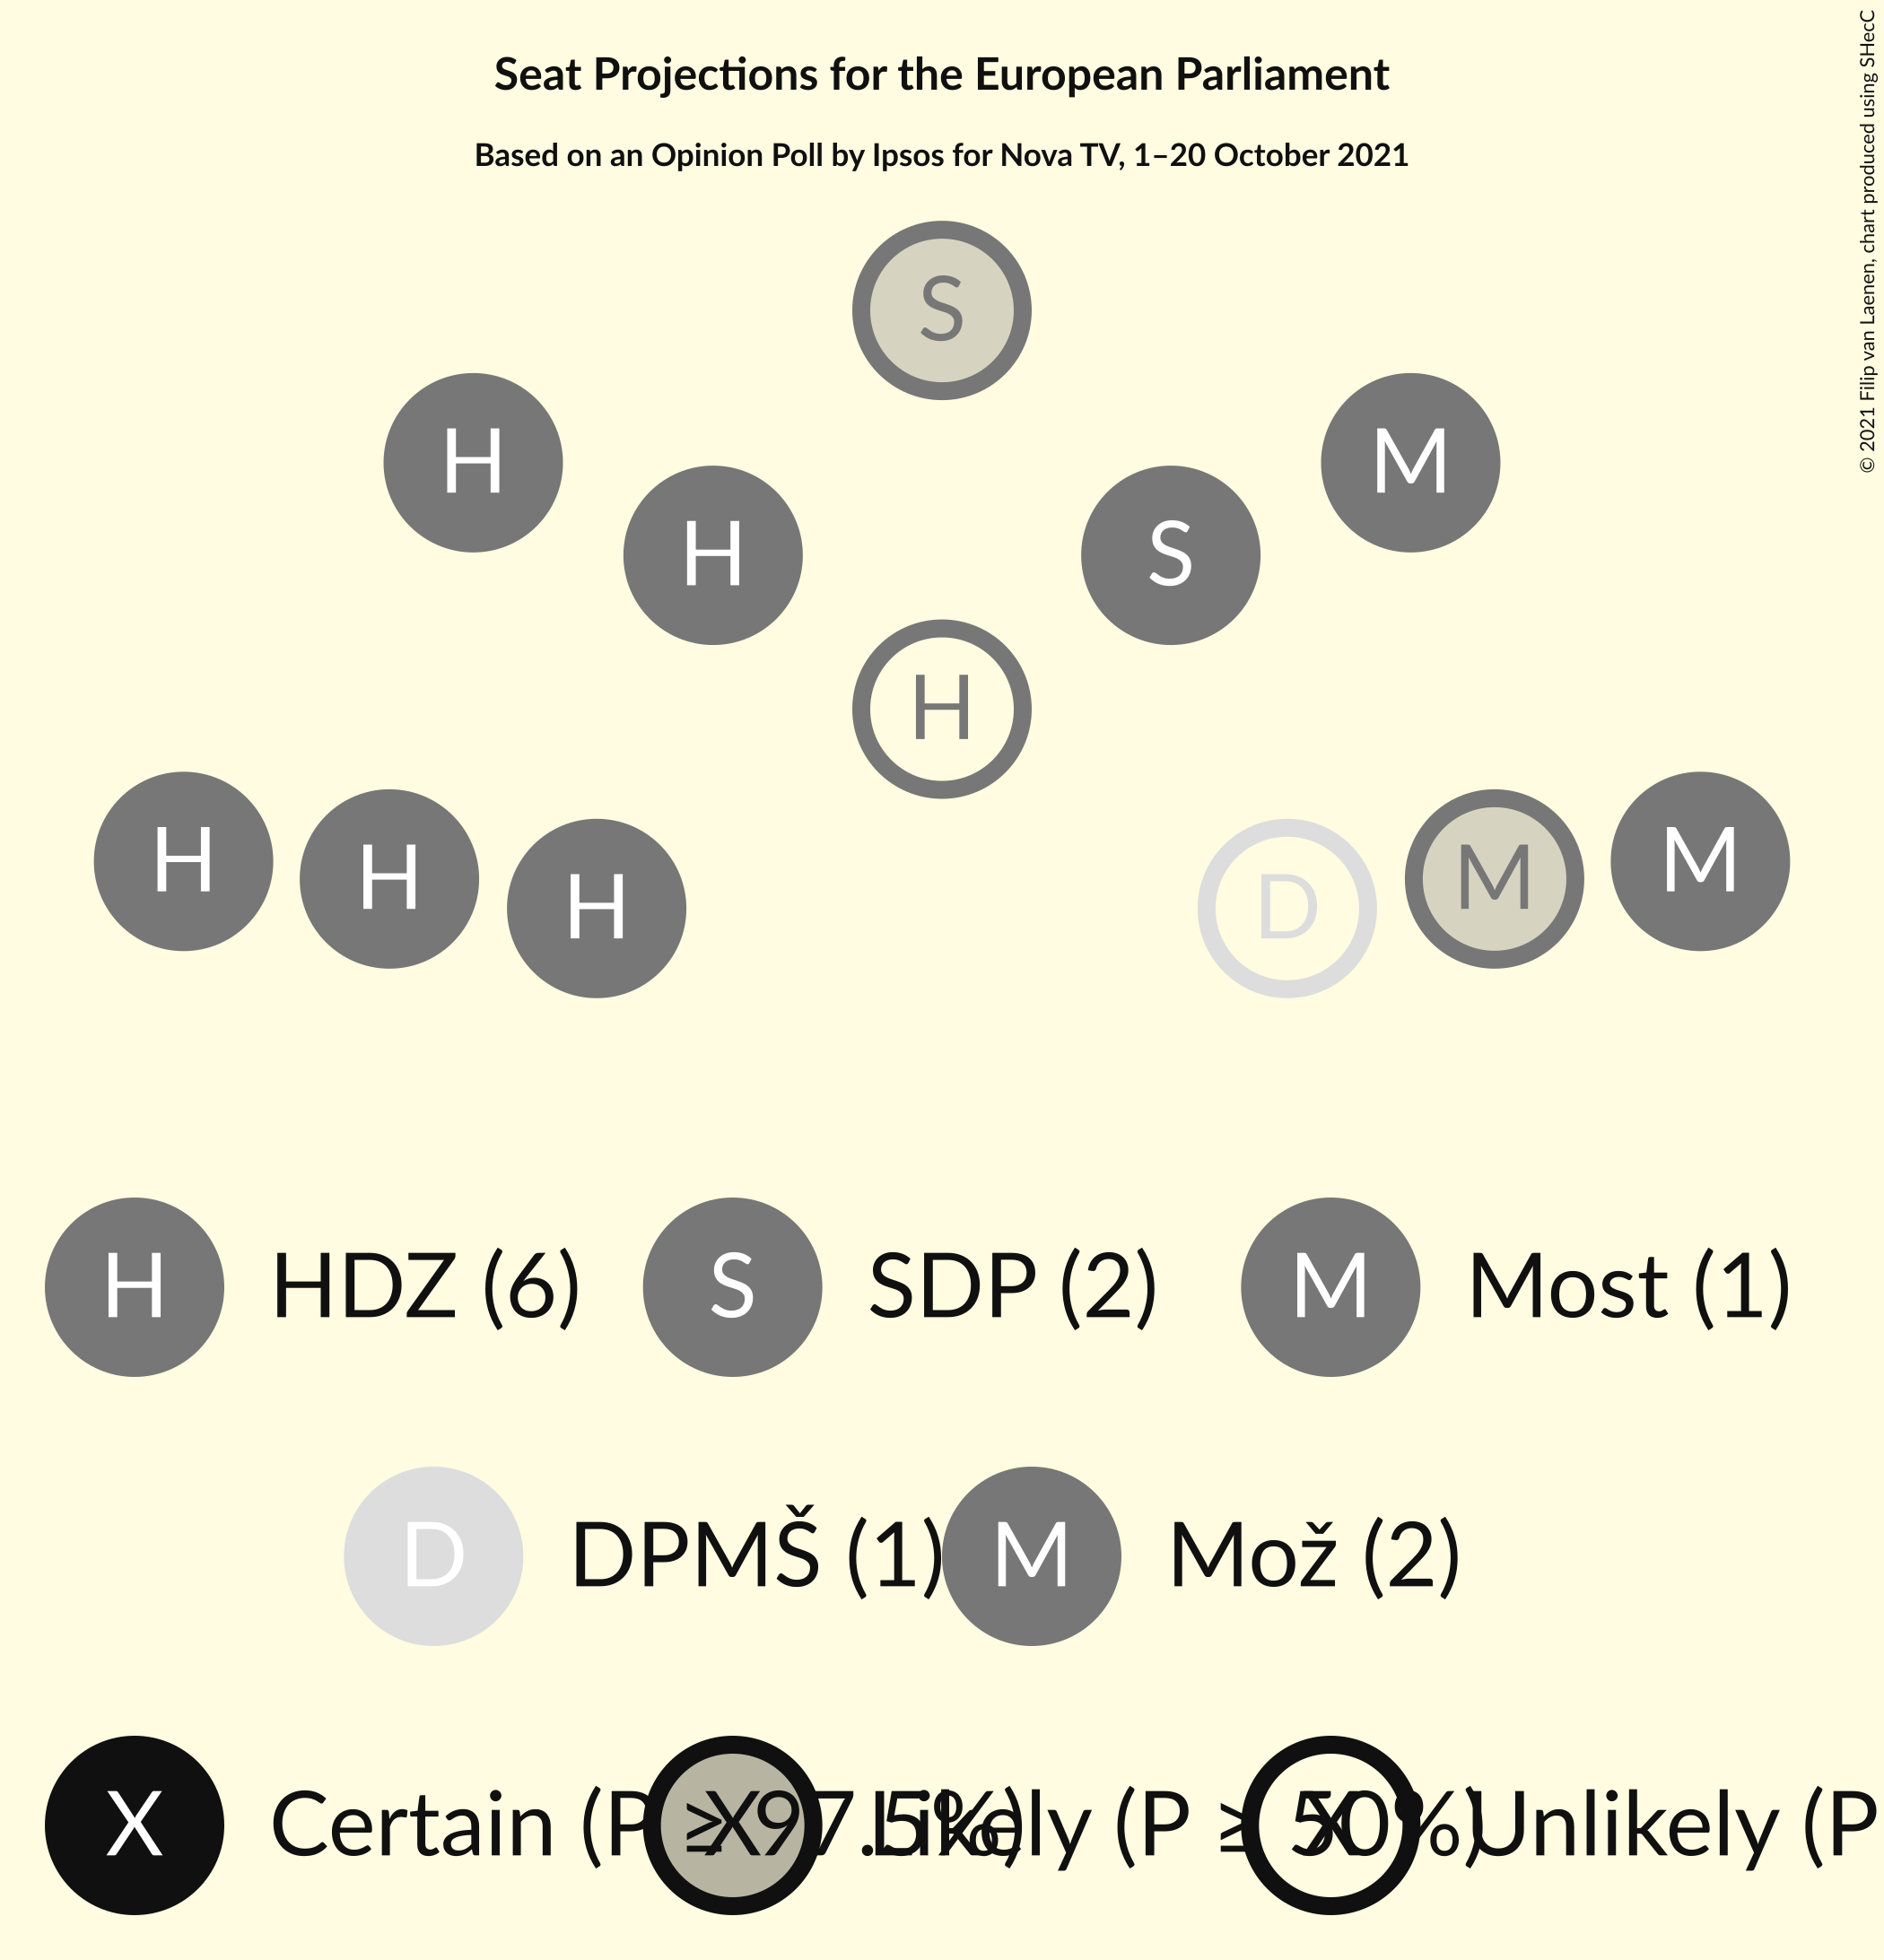 Seat Projections for the European Parliament
Based on an Opinion Poll by Ipsos for Nova TV, 1–20 October 2021
© 2021 Filip van Laenen, chart produced using SHecC
S
H M
H S
H
H M
H M
H D
H HDZ (6) S SDP (2) M Most (1)
D DPMŠ (1) M Mož (2)
X Certain (P ≥ 97.5%) X Likely (P ≥ 50%) X Unlikely (P